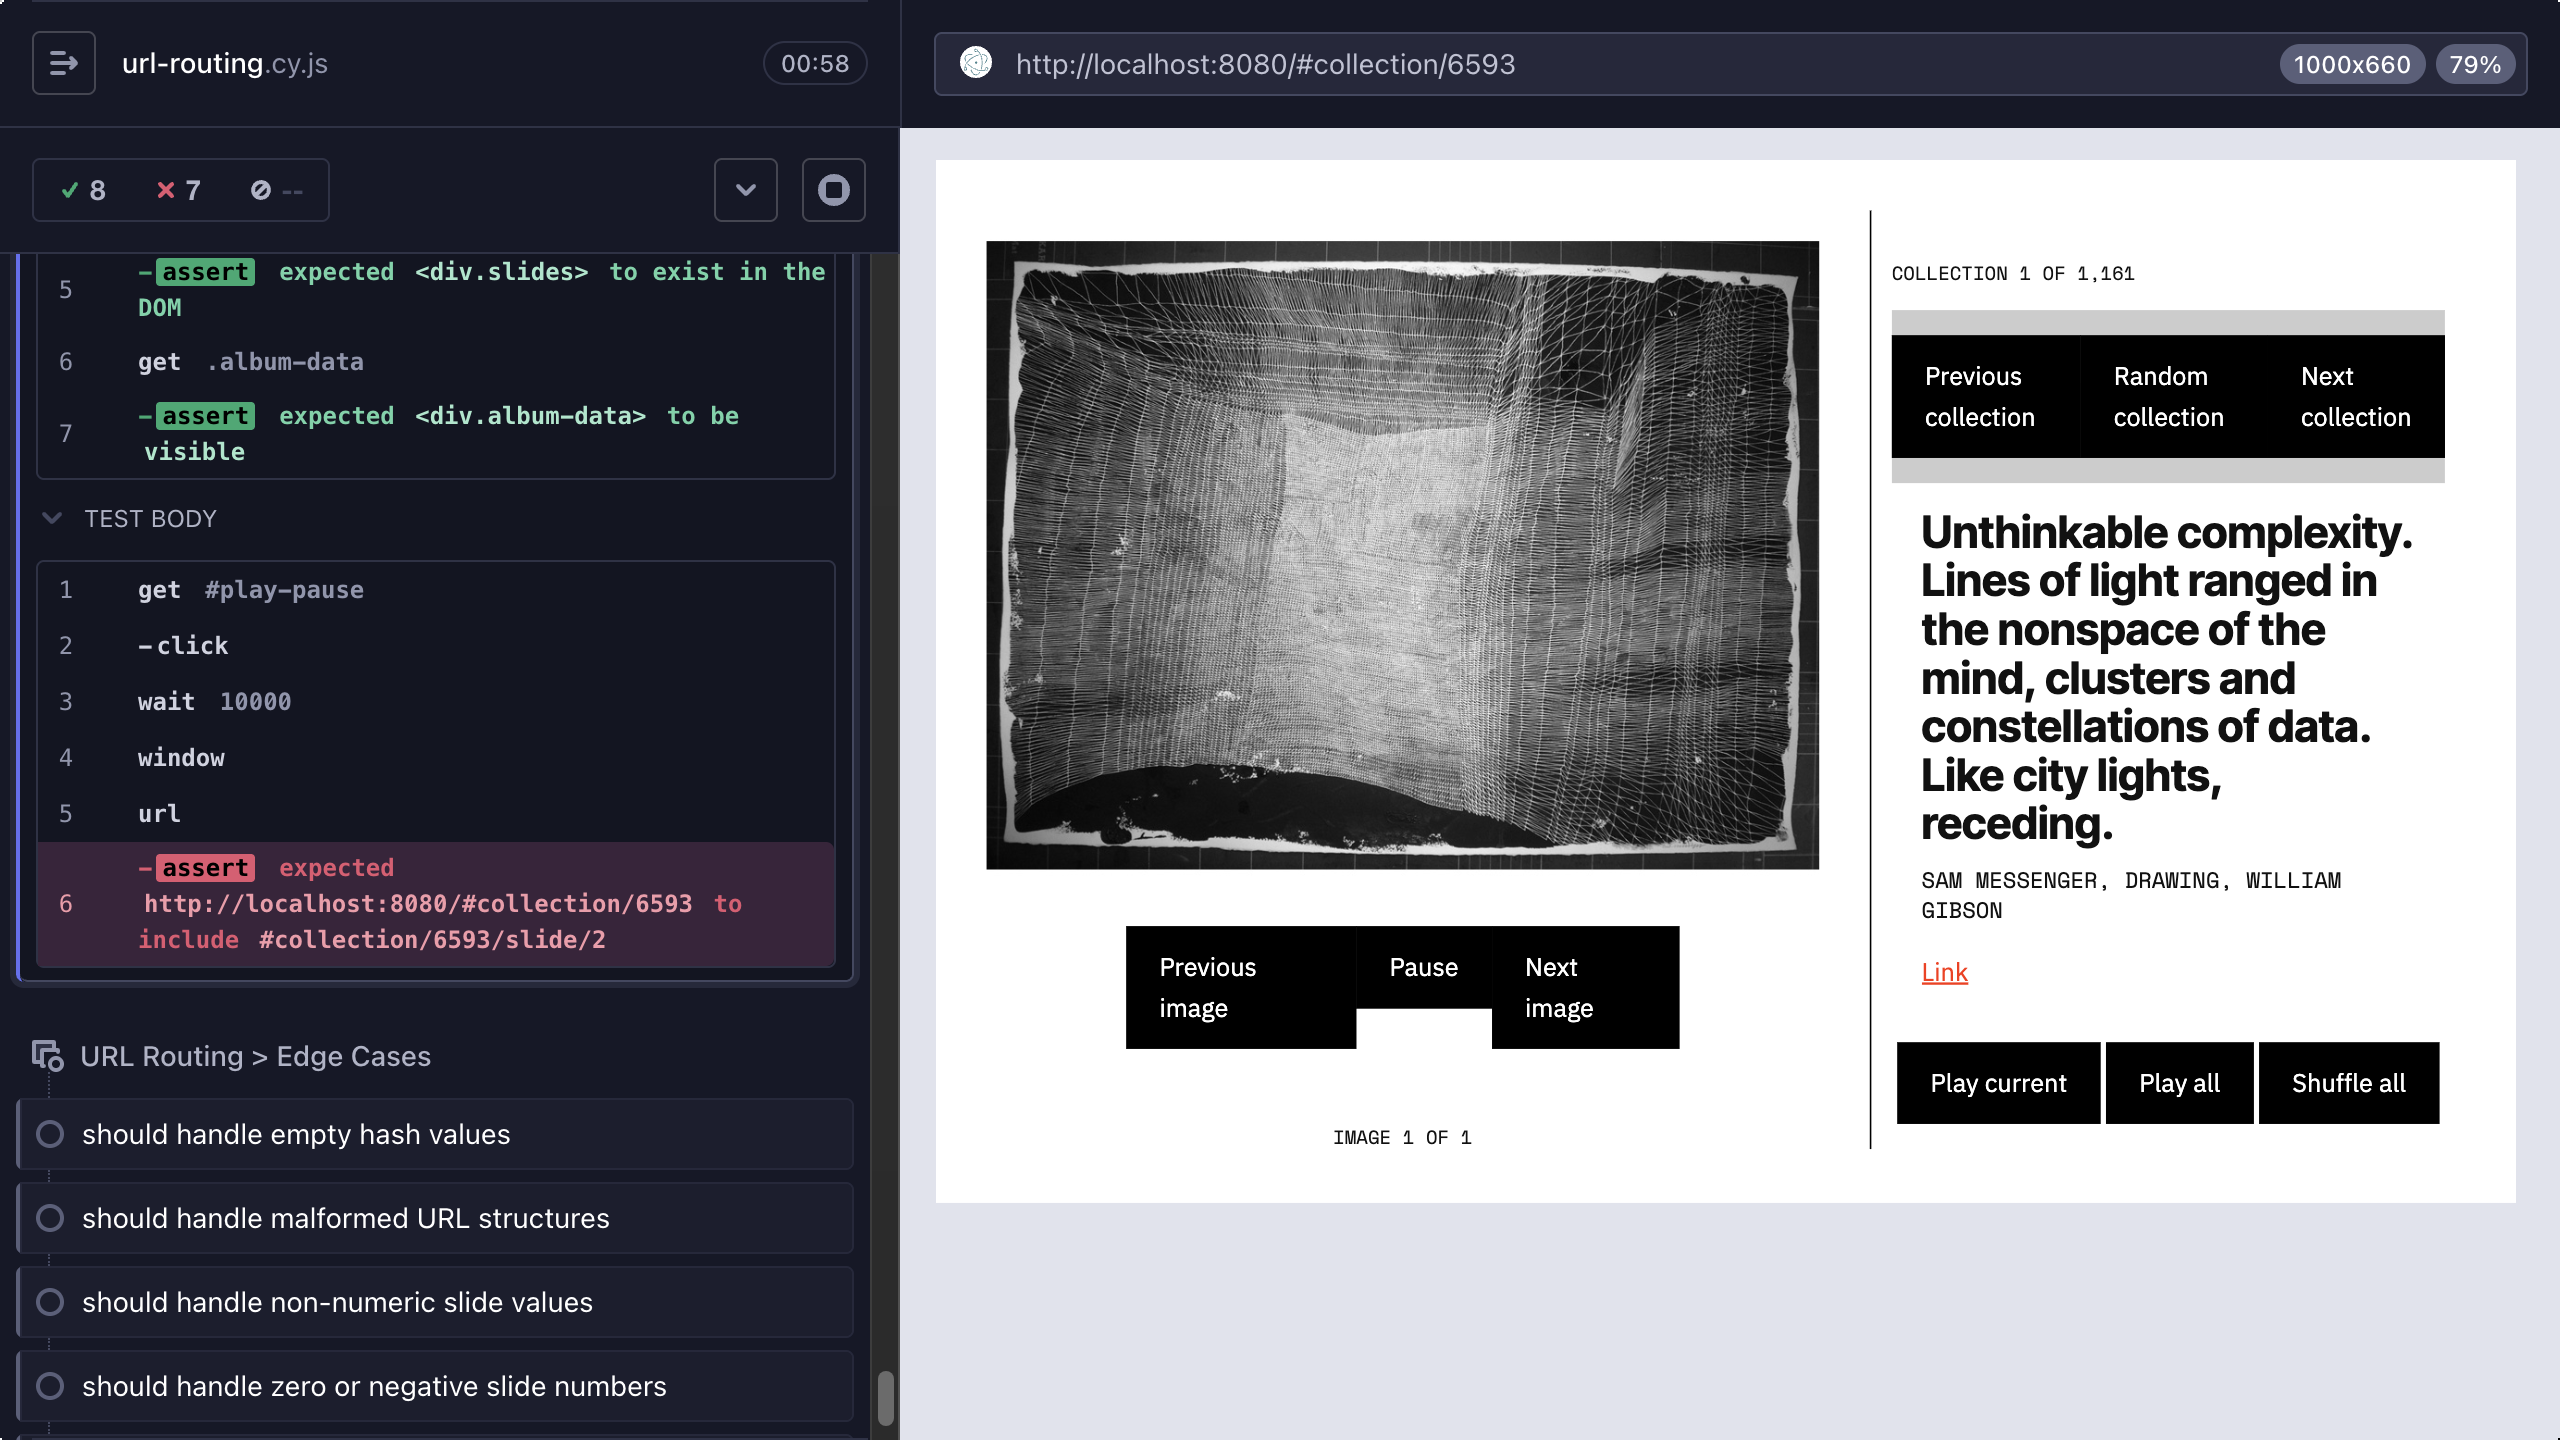 url-routing.cy.js
00:58
8
7
--
5
-assert expected <div.slides> to exist in the
DOM
6
get .album-data
7
-assert expected <div.album-data> to be
visible
TEST BODY
1
get #play-pause
2
-click
3
wait 10000
4
window
5
url
6
-assert expected
http://localhost:8080/#collection/6593 to
include #collection/6593/slide/2
URL Routing > Edge Cases
should handle empty hash values
should handle malformed URL structures
should handle non-numeric slide values
should handle zero or negative slide numbers
http://localhost:8080/#collection/6593
1000x660
79%
Previous
image
Pause
Next
image
IMAGE 1 OF 1
COLLECTION 1 OF 1,161
Previous
collection
Random
collection
Next
collection
Unthinkable complexity.
Lines of light ranged in
the nonspace of the
mind, clusters and
constellations of data.
Like city lights,
receding.
SAM MESSENGER, DRAWING, WILLIAM
GIBSON
Link
Play current
Play all
Shuffle all